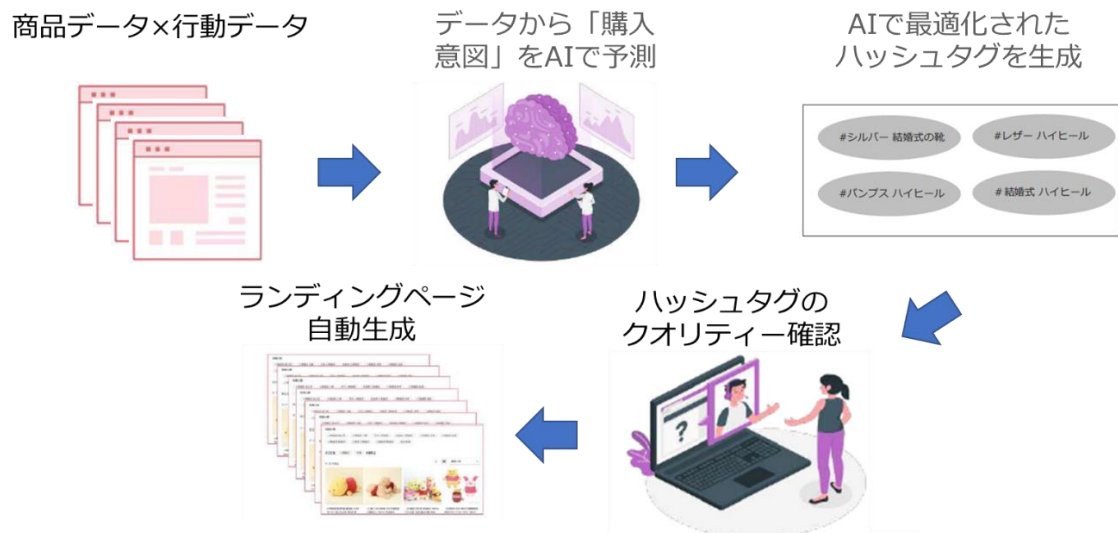 商品データ×行動データ
データから「購入
意図」をAIで予測
AIで最適化された
ハッシュタグを生成
#シルバー 結婚式の靴
#レザー ハイヒール
#パンプス ハイヒール
# 結婚式 ハイヒール
ハッシュタグの
クオリティー確認
?
ランディングページ
自動生成